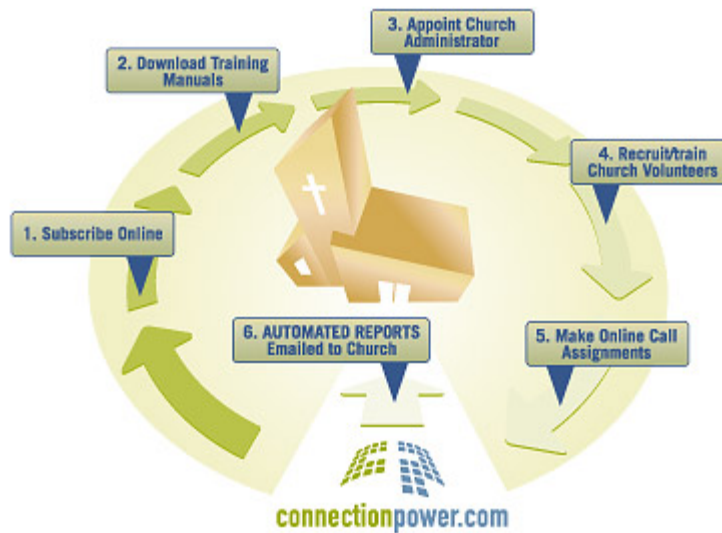 3. Appoint Church
Administrator
2. Download Training
Manuals
4. Recruit/train
Church Volunteers
1. Subscribe Online
6. AUTOMATED REPORTS
Emailed to Church
5. Make Online Call
Assignments
connectionpower.com